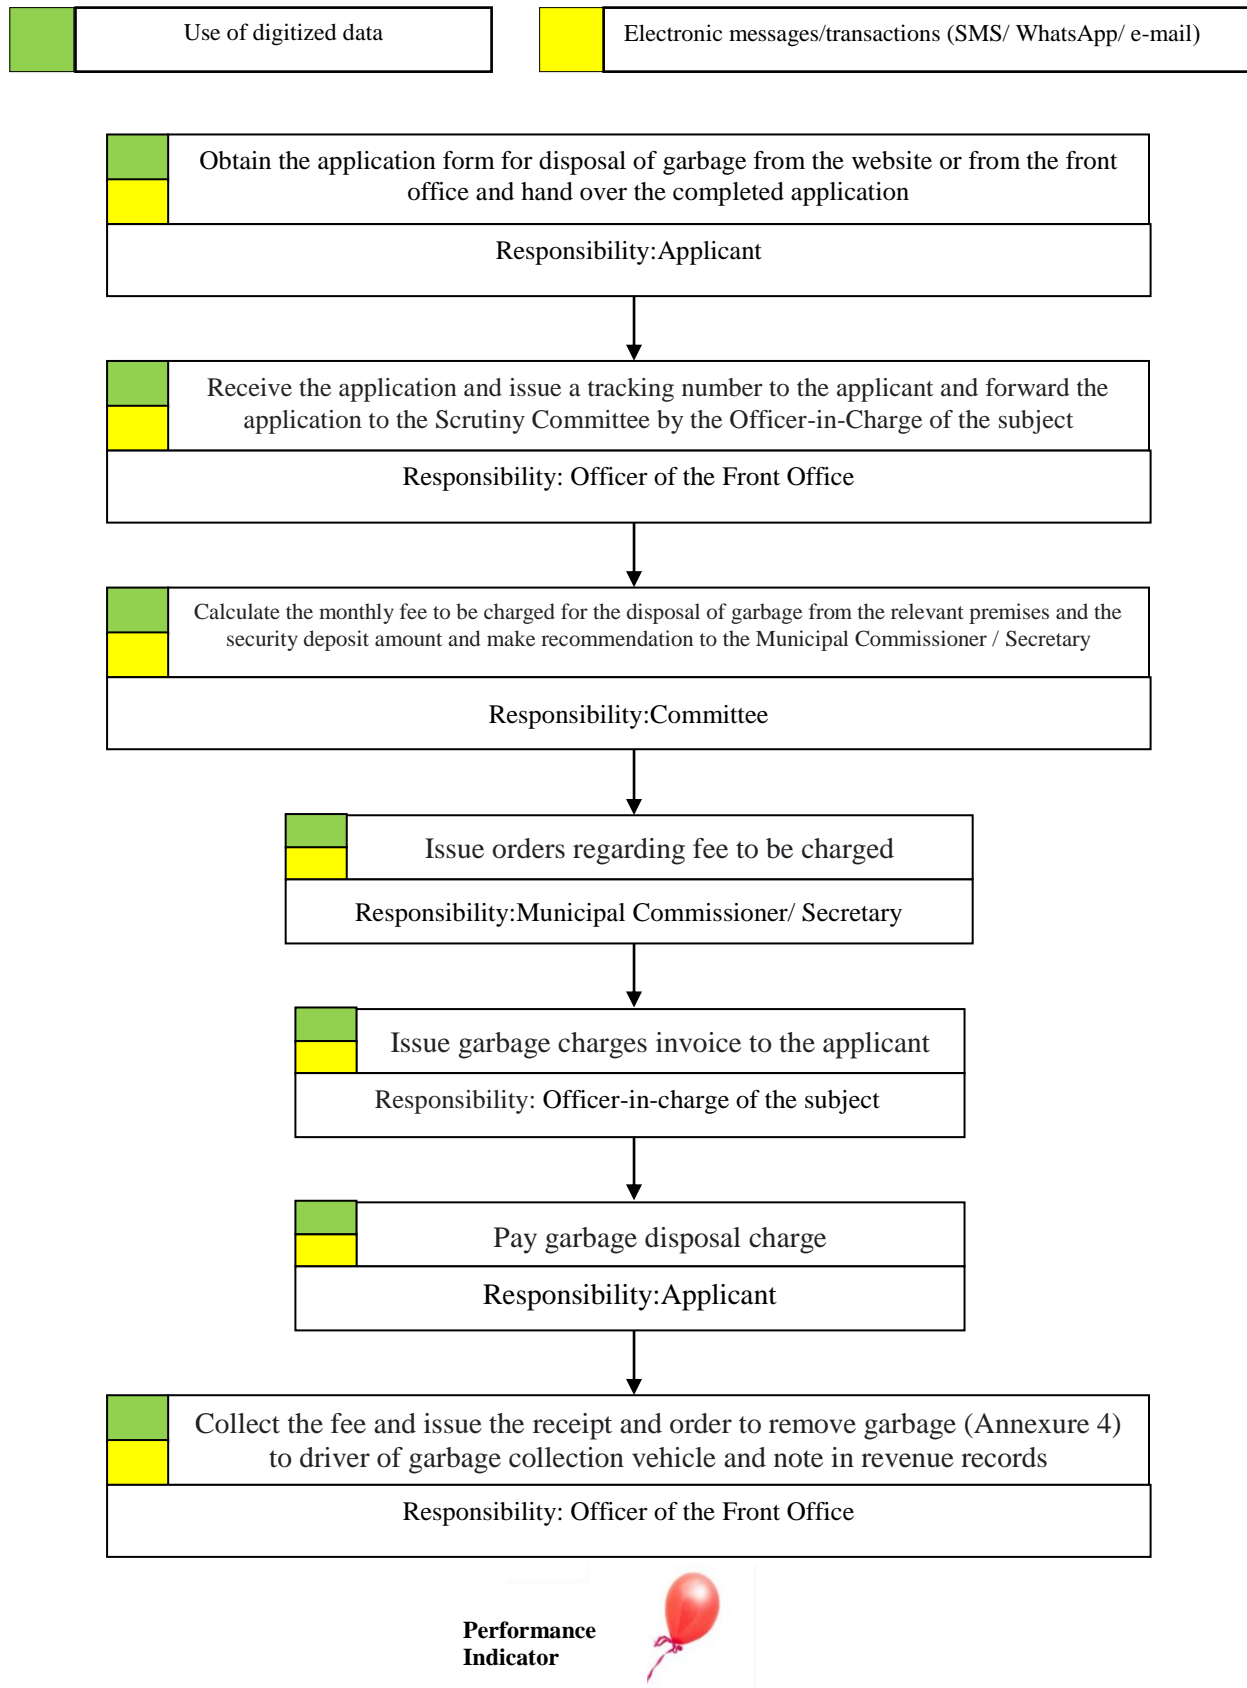 Use of digitized data
Electronic messages/transactions (SMS/ WhatsApp/ e-mail)
Obtain the application form for disposal of garbage from the website or from the front
office and hand over the completed application
Responsibility:Applicant
Receive the application and issue a tracking number to the applicant and forward the
application to the Scrutiny Committee by the Officer-in-Charge of the subject
Responsibility: Officer of the Front Office
Calculate the monthly fee to be charged for the disposal of garbage from the relevant premises and the
security deposit amount and make recommendation to the Municipal Commissioner / Secretary
Responsibility:Committee
Issue orders regarding fee to be charged
Responsibility:Municipal Commissioner/ Secretary
Issue garbage charges invoice to the applicant
Responsibility: Officer-in-charge of the subject
Pay garbage disposal charge
Responsibility:Applicant
Collect the fee and issue the receipt and order to remove garbage (Annexure 4)
to driver of garbage collection vehicle and note in revenue records
Responsibility: Officer of the Front Office
Performance
Indicator